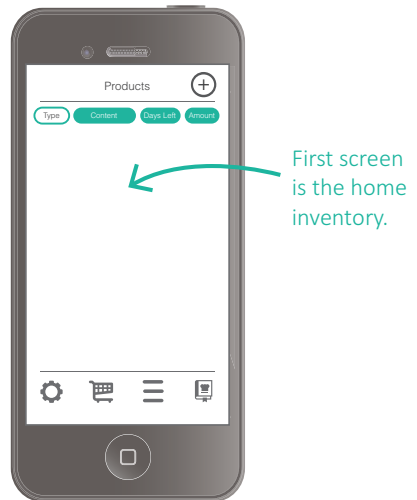 Products
Type Content Days Left Amount
First screen
is the home
inventory.